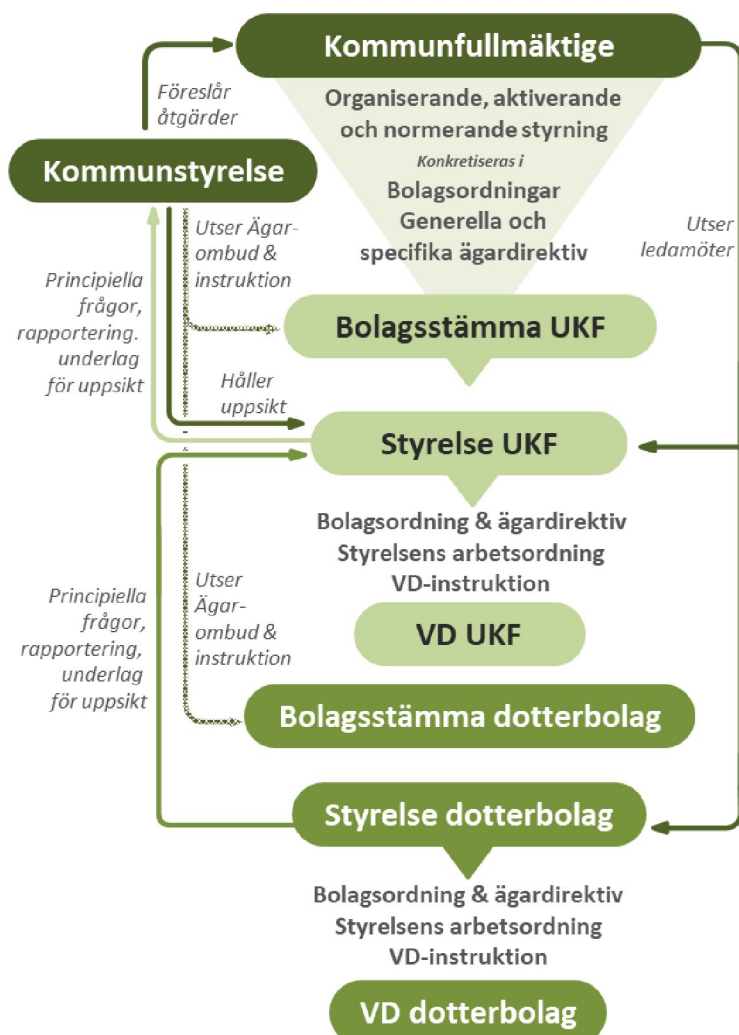 Kommunfullmäktige
Föreslår
åtgärder
Organiserande, aktiverande
och normerande styrning
Konkretiseras i
Bolagsordningar
Generella och
specifika ägardirektiv
Kommunstyrelse
Utser Ägar-
ombud &
instruktion
Utser
ledamöter
Principiella
frågor,
rapportering.
underlag
för uppsikt
Bolagsstämma UKF
Håller
uppsikt
Styrelse UKF
Bolagsordning & ägardirektiv
Styrelsens arbetsordning
VD-instruktion
Utser
Ägar-
ombud &
instruktion
Principiella
frågor,
rapportering,
underlag
för uppsikt
VD UKF
Bolagsstämma dotterbolag
Styrelse dotterbolag
Bolagsordning & ägardirektiv
Styrelsens arbetsordning
VD-instruktion
VD dotterbolag